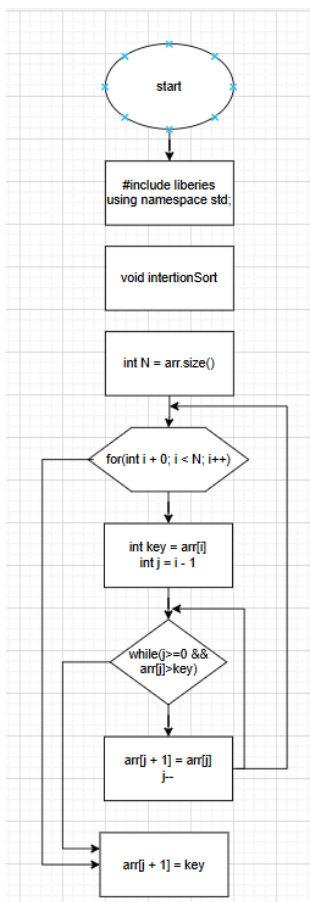 start
#include liberies
using namespace std;
void intertionSort
int N = arr.size()
for(int i + 0; i < N; i++)
int key = arr[i]
int j = i - 1
while(j>=0 &&
arr[j]>key)
arr[j + 1] = arr[j]
j--
arr[j + 1] = key